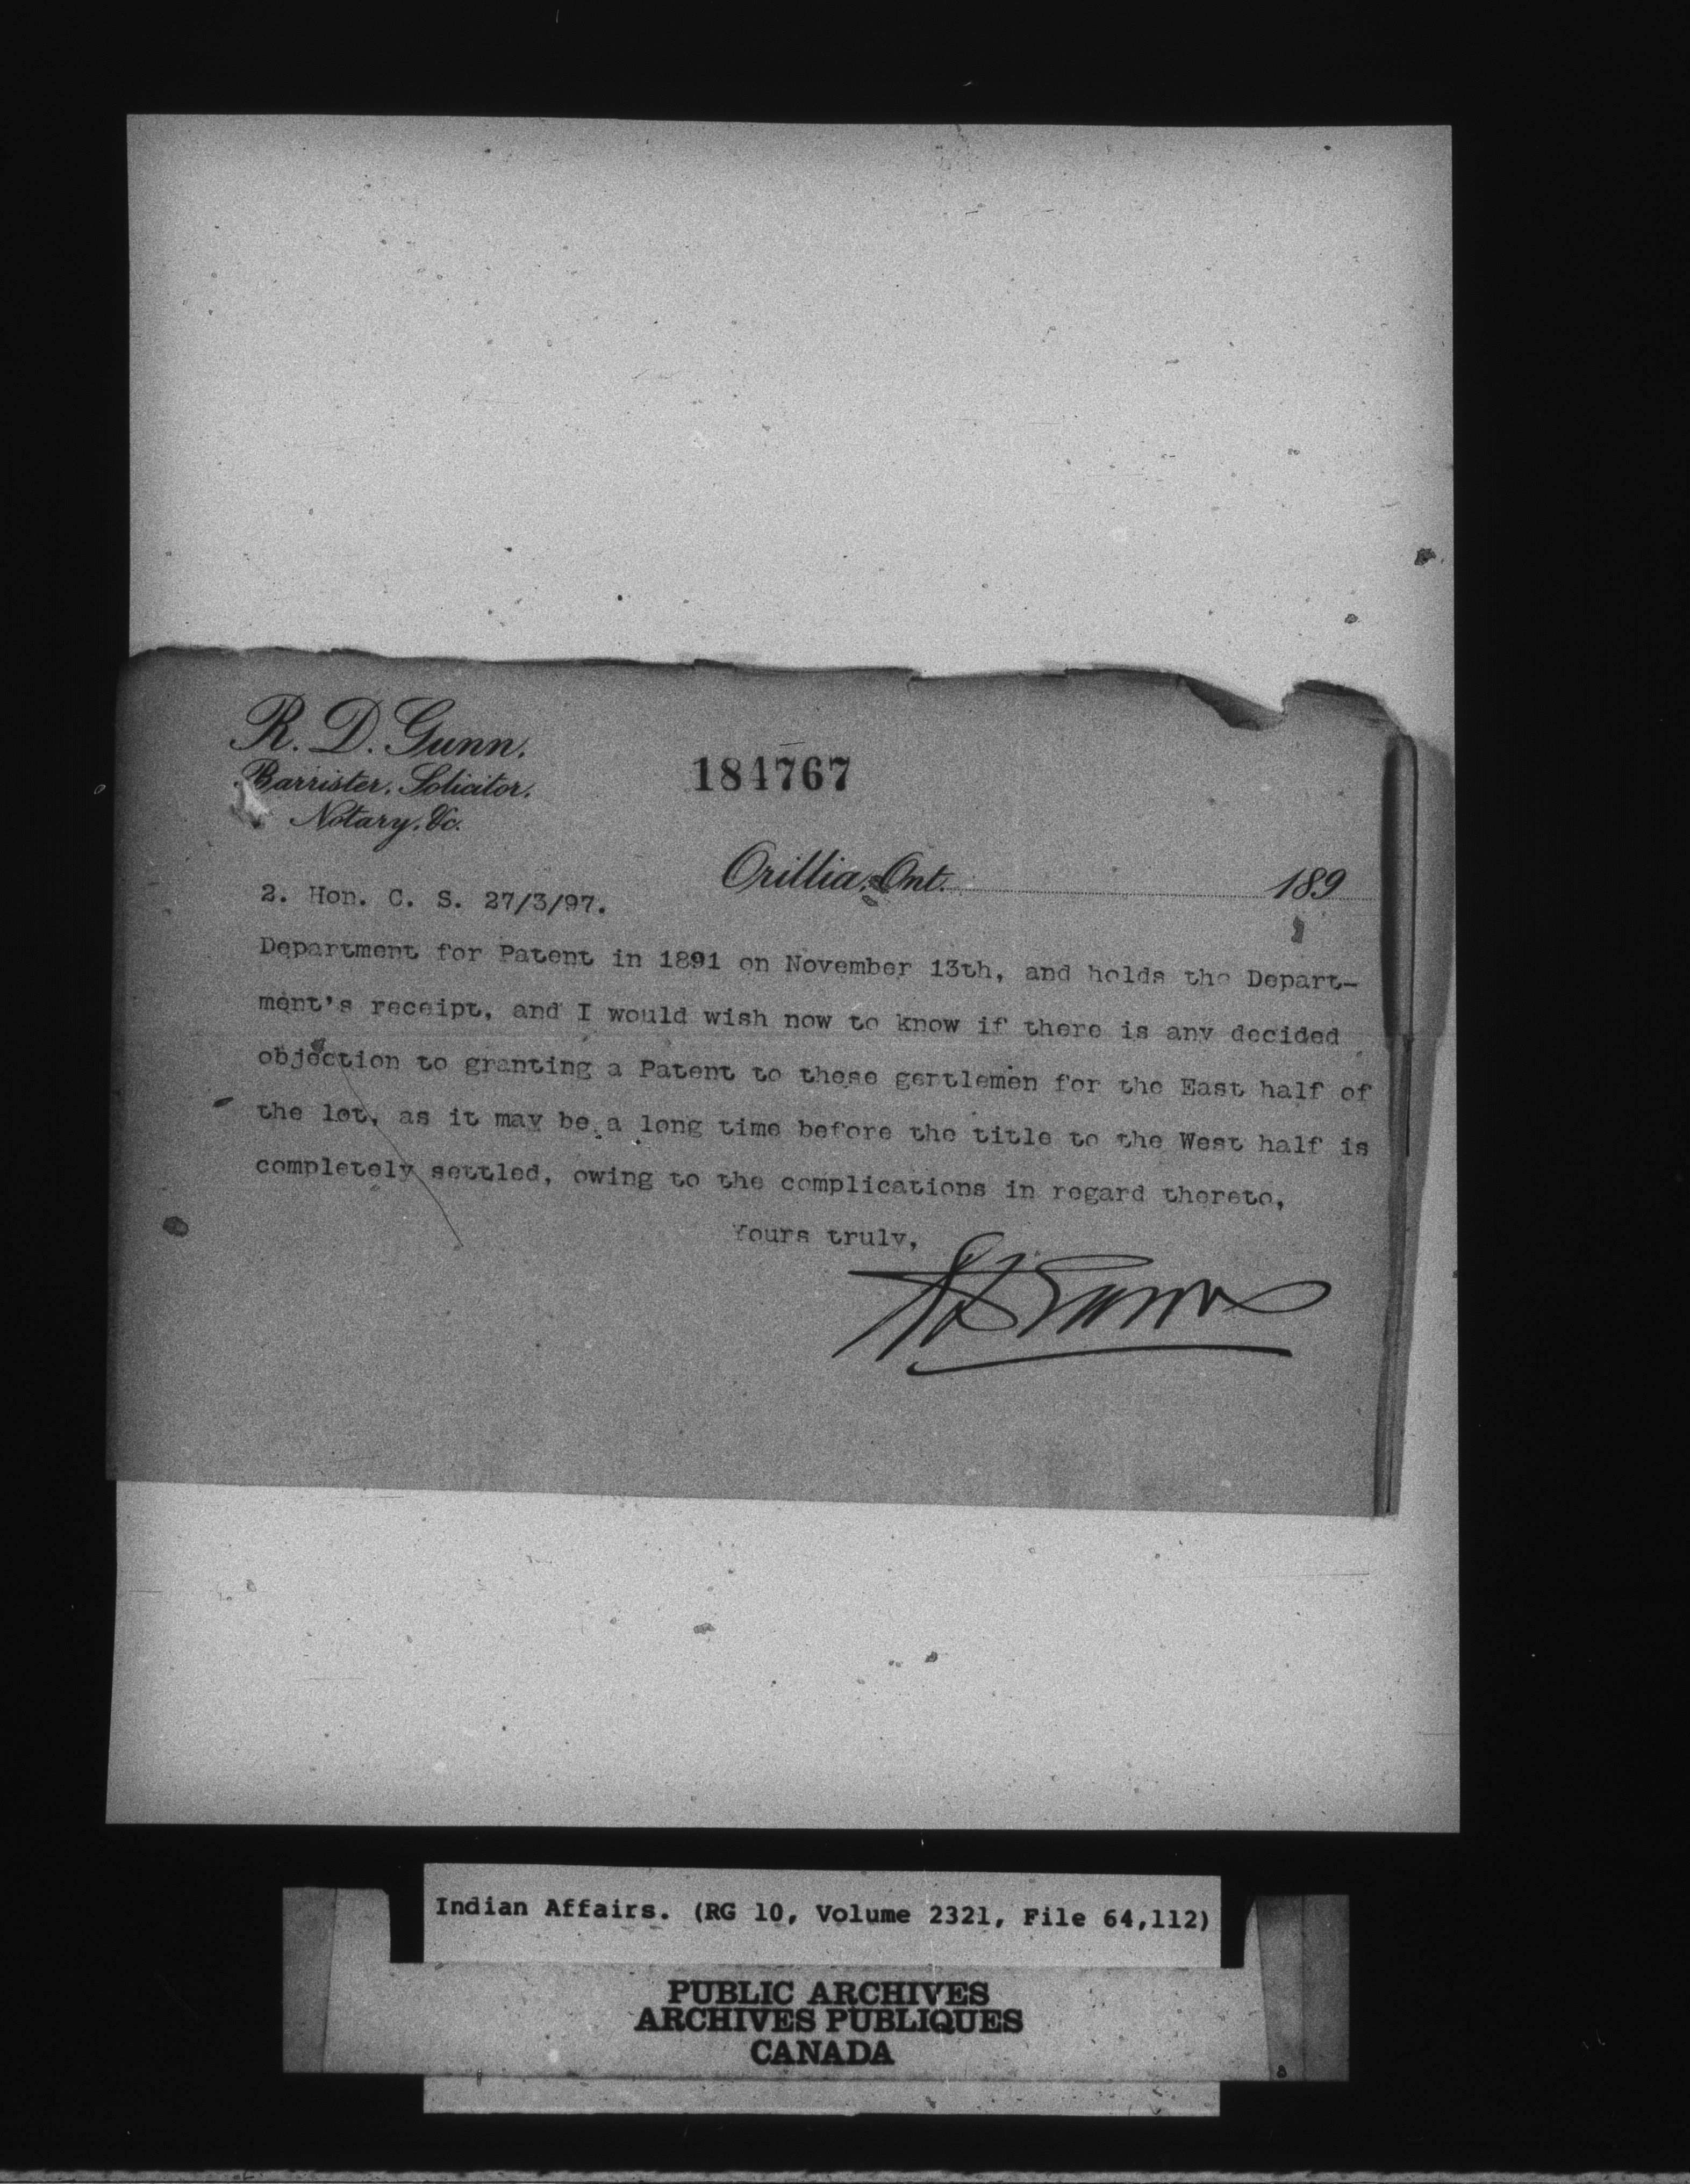 R. D. Gunn.
Barrister, Solicitor,
Notary, &c.
184767
Orillia, Ont. 189
2. Hon. C. S. 27/3/97.
Department for Patent in 1891 on November 13th, and holds the Depart-
ment's receipt, and I would wish now to know if there is any decided
objection to granting a Patent to these gentlemen for the East half of
the lot, as it may be a long time before the title to the West half is
completely settled, owing to the complications in regard thereto,
Yours truly,
R D Gunn
Indian Affairs. (RG 10, Volume 2321, File 64,112)
PUBLIC ARCHIVES
ARCHIVES PUBLIQUES
CANADA